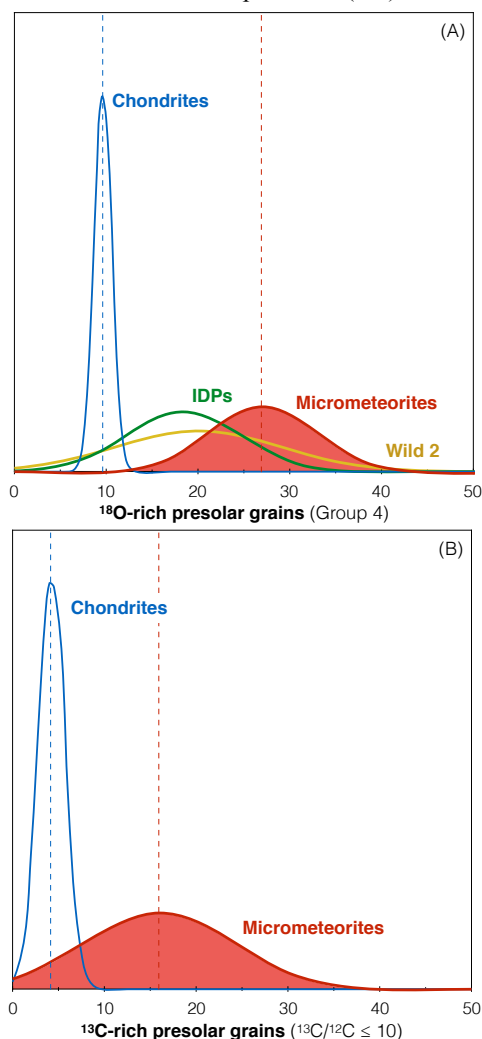 (A)
Chondrites
IDPs
Micrometeorites
Wild 2
0 10 20 30 40 50
¹⁸O-rich presolar grains (Group 4)
(B)
Chondrites
Micrometeorites
0 10 20 30 40 50
¹³C-rich presolar grains (¹³C/¹²C ≤ 10)